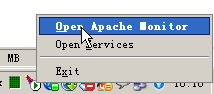 Open Apache Monitor
Open Services
MB
Exit